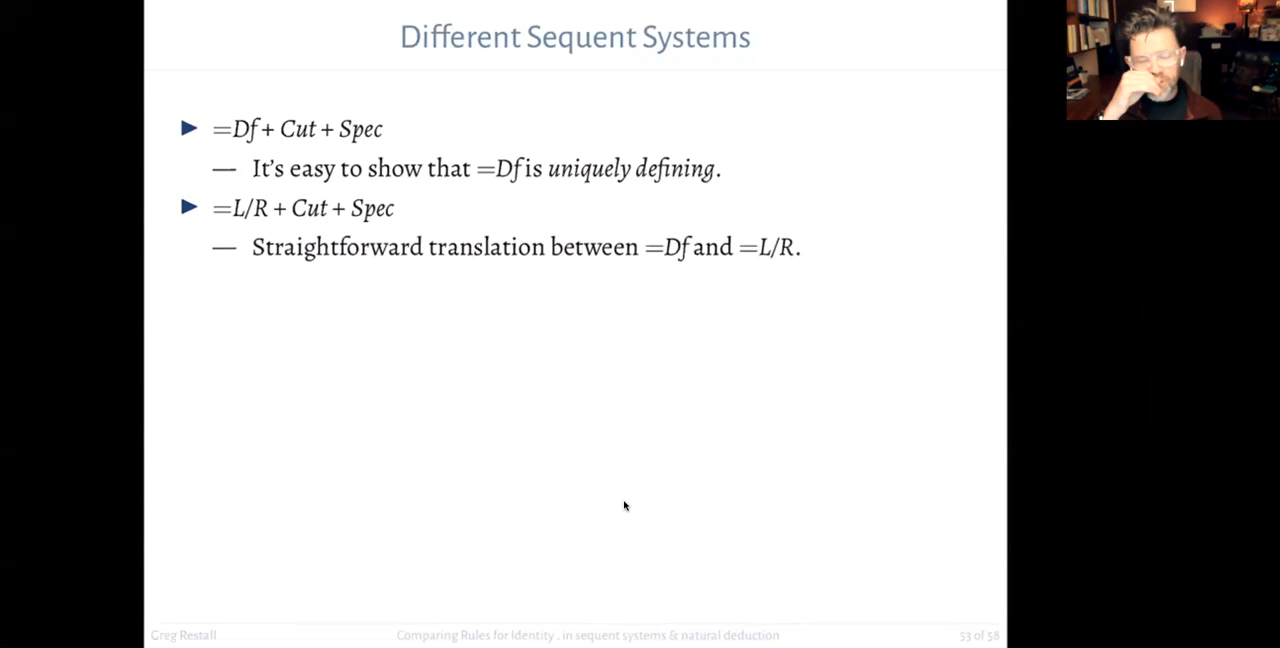 Different Sequent Systems
▶ =Df + Cut + Spec
— It's easy to show that =Df is uniquely defining.
▶ =L/R + Cut + Spec
— Straightforward translation between =Df and =L/R.
Greg Restall Comparing Rules for Identity . in sequent systems & natural deduction 53 of 58